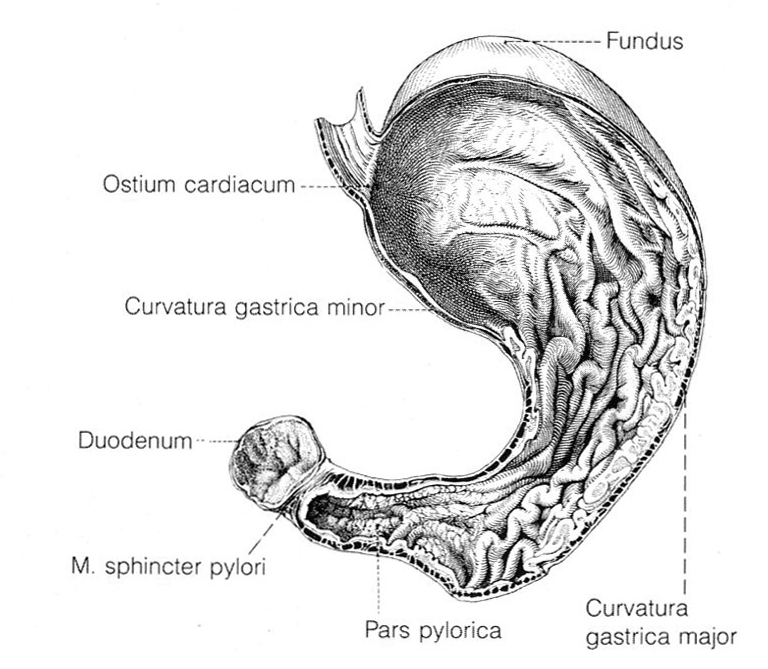 Fundus
Ostium cardiacum
Curvatura gastrica minor
Duodenum
M. sphincter pylori
Pars pylorica
Curvatura
gastrica major